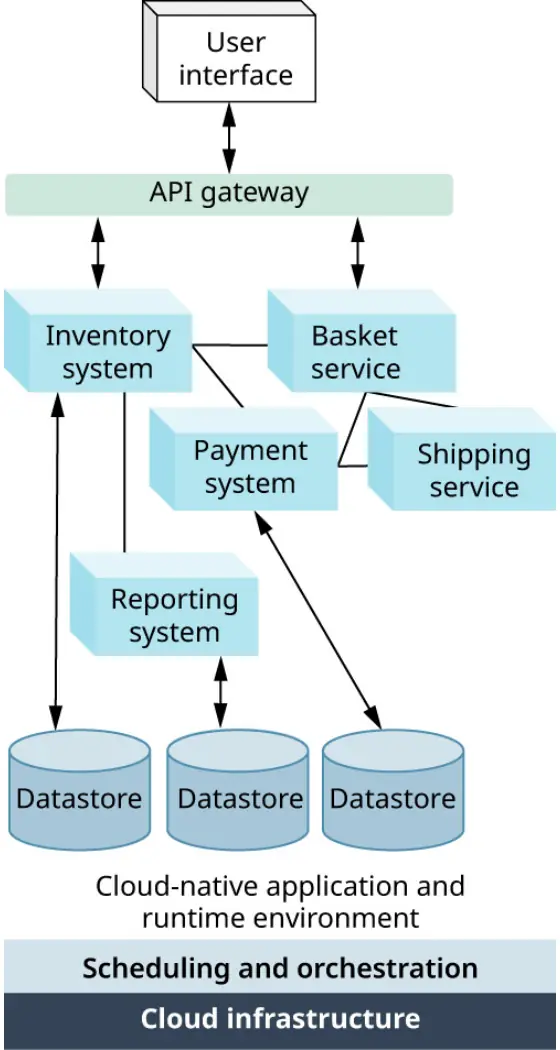 User
interface
API gateway
Inventory
system
Basket
service
Payment
system
Shipping
service
Reporting
system
Datastore
Datastore
Datastore
Cloud-native application and
runtime environment
Scheduling and orchestration
Cloud infrastructure